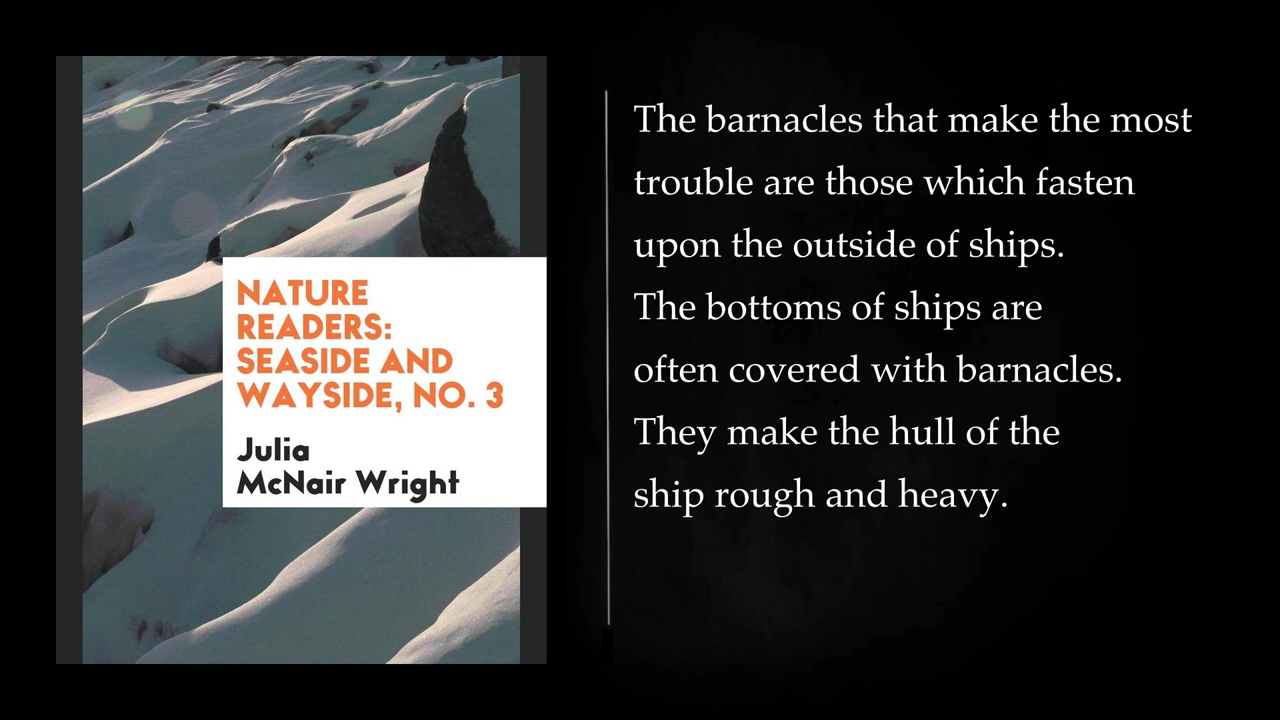 NATURE
READERS:
SEASIDE AND
WAYSIDE, NO. 3
Julia
McNair Wright
The barnacles that make the most
trouble are those which fasten
upon the outside of ships.
The bottoms of ships are
often covered with barnacles.
They make the hull of the
ship rough and heavy.